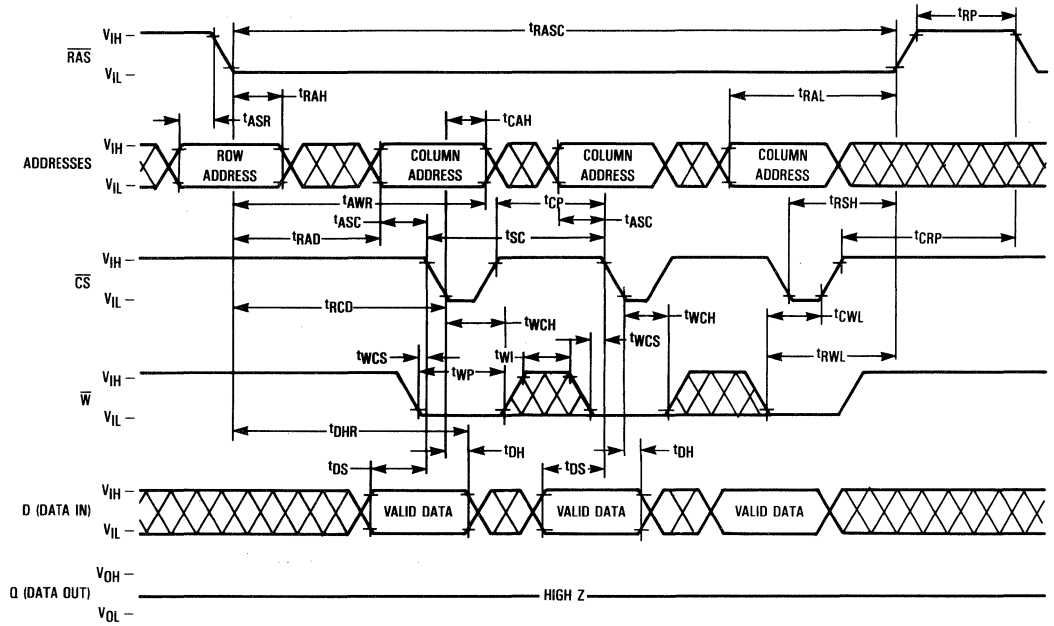 tRP
tRASC
VIH
RAS
VIL
tRAH
tRAL
tASR
tCAH
VIH
ADDRESSES
VIL
ROW ADDRESS
COLUMN ADDRESS
COLUMN ADDRESS
COLUMN ADDRESS
tAWR
tCP
tRSH
tASC
tASC
tRAD
tSC
tCRP
VIH
CS
VIL
tRCD
tWCH
tWCH
tCWL
tWCS
tWP
tWI
tWCS
tRWL
VIH
W
VIL
tDHR
tDH
tDH
tDS
tDS
VIH
D (DATA IN)
VIL
VALID DATA
VALID DATA
VALID DATA
VOH
Q (DATA OUT)
HIGH Z
VOL